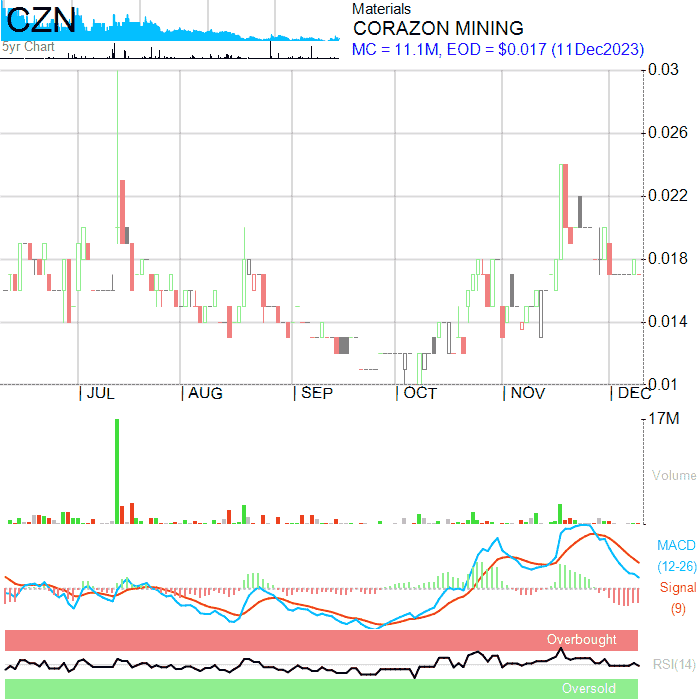 CZN
5yr Chart
Materials
CORAZON MINING
MC = 11.1M, EOD = $0.017 (11Dec2023)
0.03
0.026
0.022
0.018
0.014
0.01
JUL AUG SEP OCT NOV DEC
17M
Volume
MACD
(12-26)
Signal
(9)
Overbought
RSI(14)
Oversold